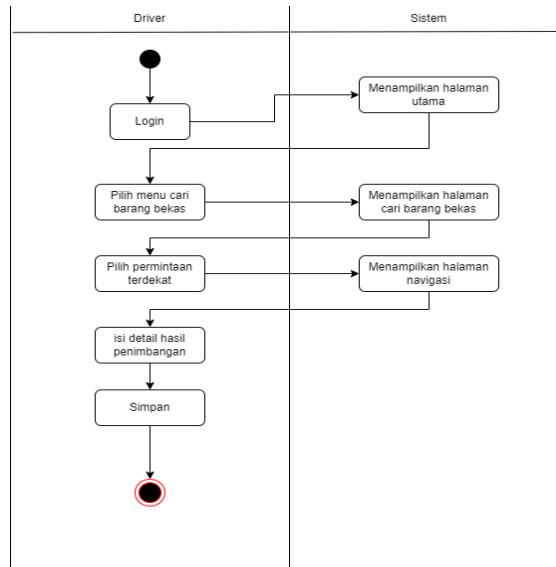 Driver
Sistem
Menampilkan halaman
utama
Login
Pilih menu cari
barang bekas
Menampilkan halaman
cari barang bekas
Pilih permintaan
terdekat
Menampilkan halaman
navigasi
isi detail hasil
penimbangan
Simpan